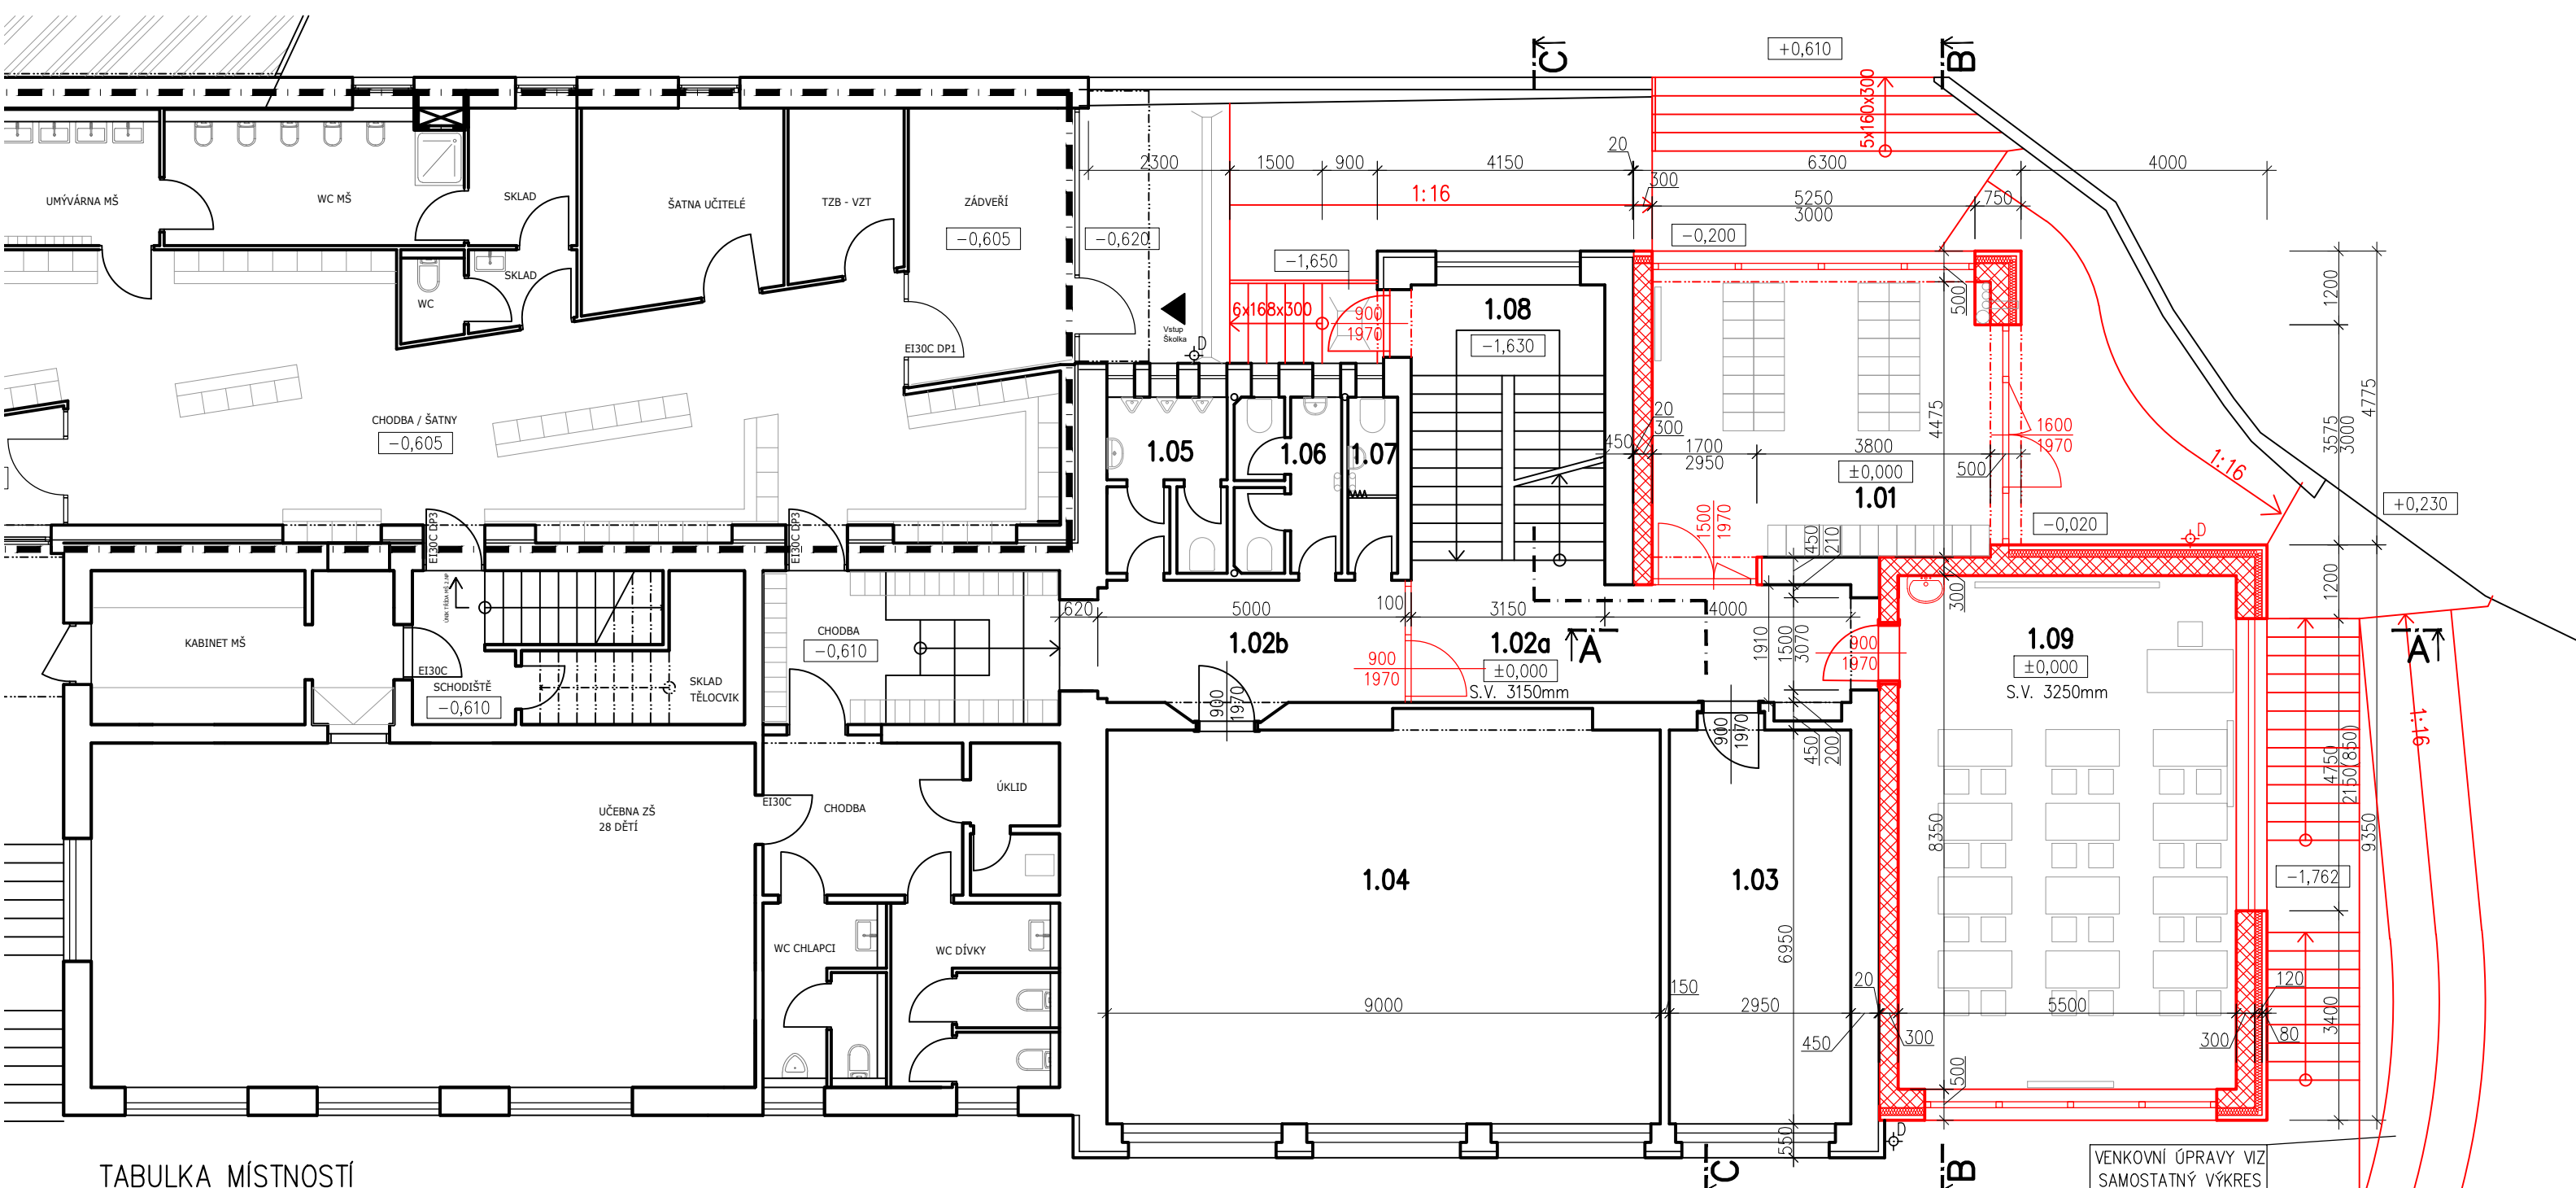 C
B
+0,610
5x160x300
2300
1500
900
4150
20
6300
4000
300
1:16
5250
3000
750
UMÝVÁRNA MŠ
WC MŠ
SKLAD
ŠATNA UČITELÉ
TZB - VZT
ZÁDVEŘÍ
-0,605
-0,620
-1,650
-0,200
SKLAD
WC
Vstup
Školka
D
6x168x300
900
1970
1.08
-1,630
500
1200
EI30C DP1
CHODBA / ŠATNY
-0,605
1.05
1.06
1.07
450
20
300
1700
2950
3800
±0,000
1.01
4475
500
1600
1970
3575
3000
4775
1:16
+0,230
-0,020
D
EI30C DP3
EI30C DP3
1500
1970
450
210
1200
300
KABINET MŠ
EI30C
SCHODIŠTĚ
-0,610
SKLAD
TĚLOCVIK
CHODBA
-0,610
620
5000
100
3150
4000
1.02b
1.02a
±0,000
S.V. 3150mm
A
900
1970
900
1970
1910
1500
3070
900
1970
1.09
±0,000
S.V. 3250mm
A
1:16
900
1970
450
200
4750
2150(850)
9350
UČEBNA ZŠ
28 DĚTÍ
EI30C
CHODBA
ÚKLID
8350
1.04
1.03
-1,762
WC CHLAPCI
WC DÍVKY
6950
9000
150
2950
20
450
300
5500
120
300
80
3400
500
550
D
C
B
VENKOVNÍ ÚPRAVY VIZ
SAMOSTATNÝ VÝKRES
TABULKA MÍSTNOSTÍ